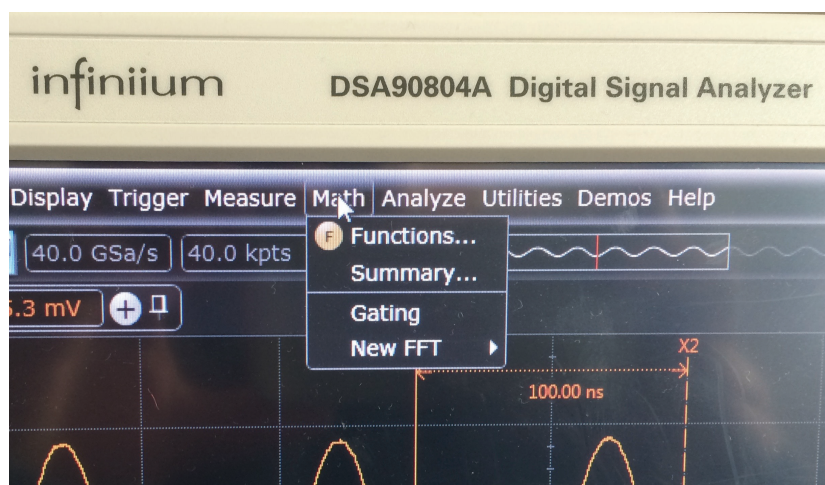 infiniium DSA90804A Digital Signal Analyzer
Display Trigger Measure Math Analyze Utilities Demos Help
40.0 GSa/s 40.0 kpts
F Functions...
Summary...
.3 mV +
Gating
New FFT
X2
100.00 ns